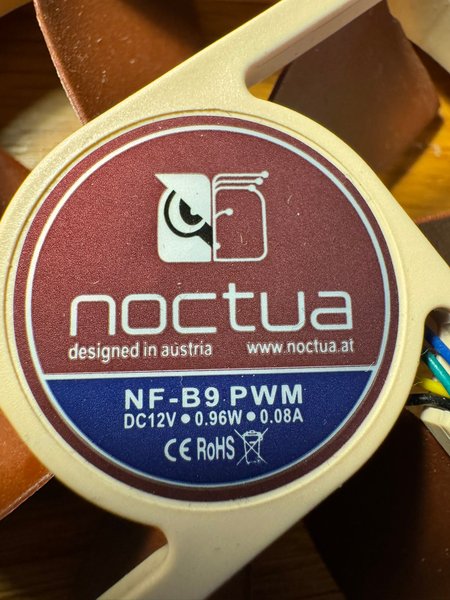 noctua
designed in austria www.noctua.at
NF-B9 PWM
DC12V ● 0.96W ● 0.08A
CE RoHS